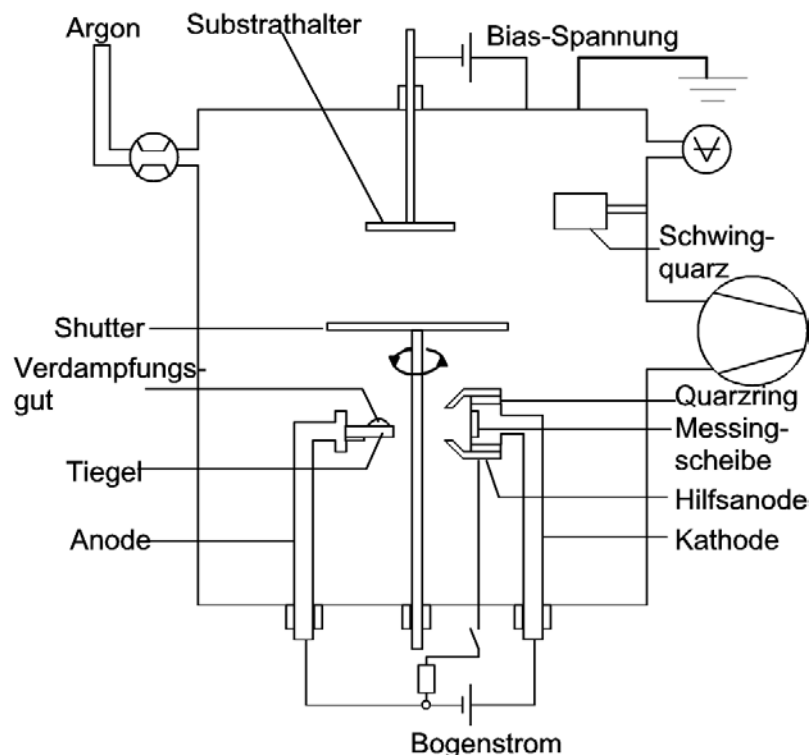 Argon
Substrathalter
Bias-Spannung
Schwing-
quarz
Shutter
Verdampfungs-
gut
Tiegel
Anode
Quarzring
Messing-
scheibe
Hilfsanode
Kathode
Bogenstrom